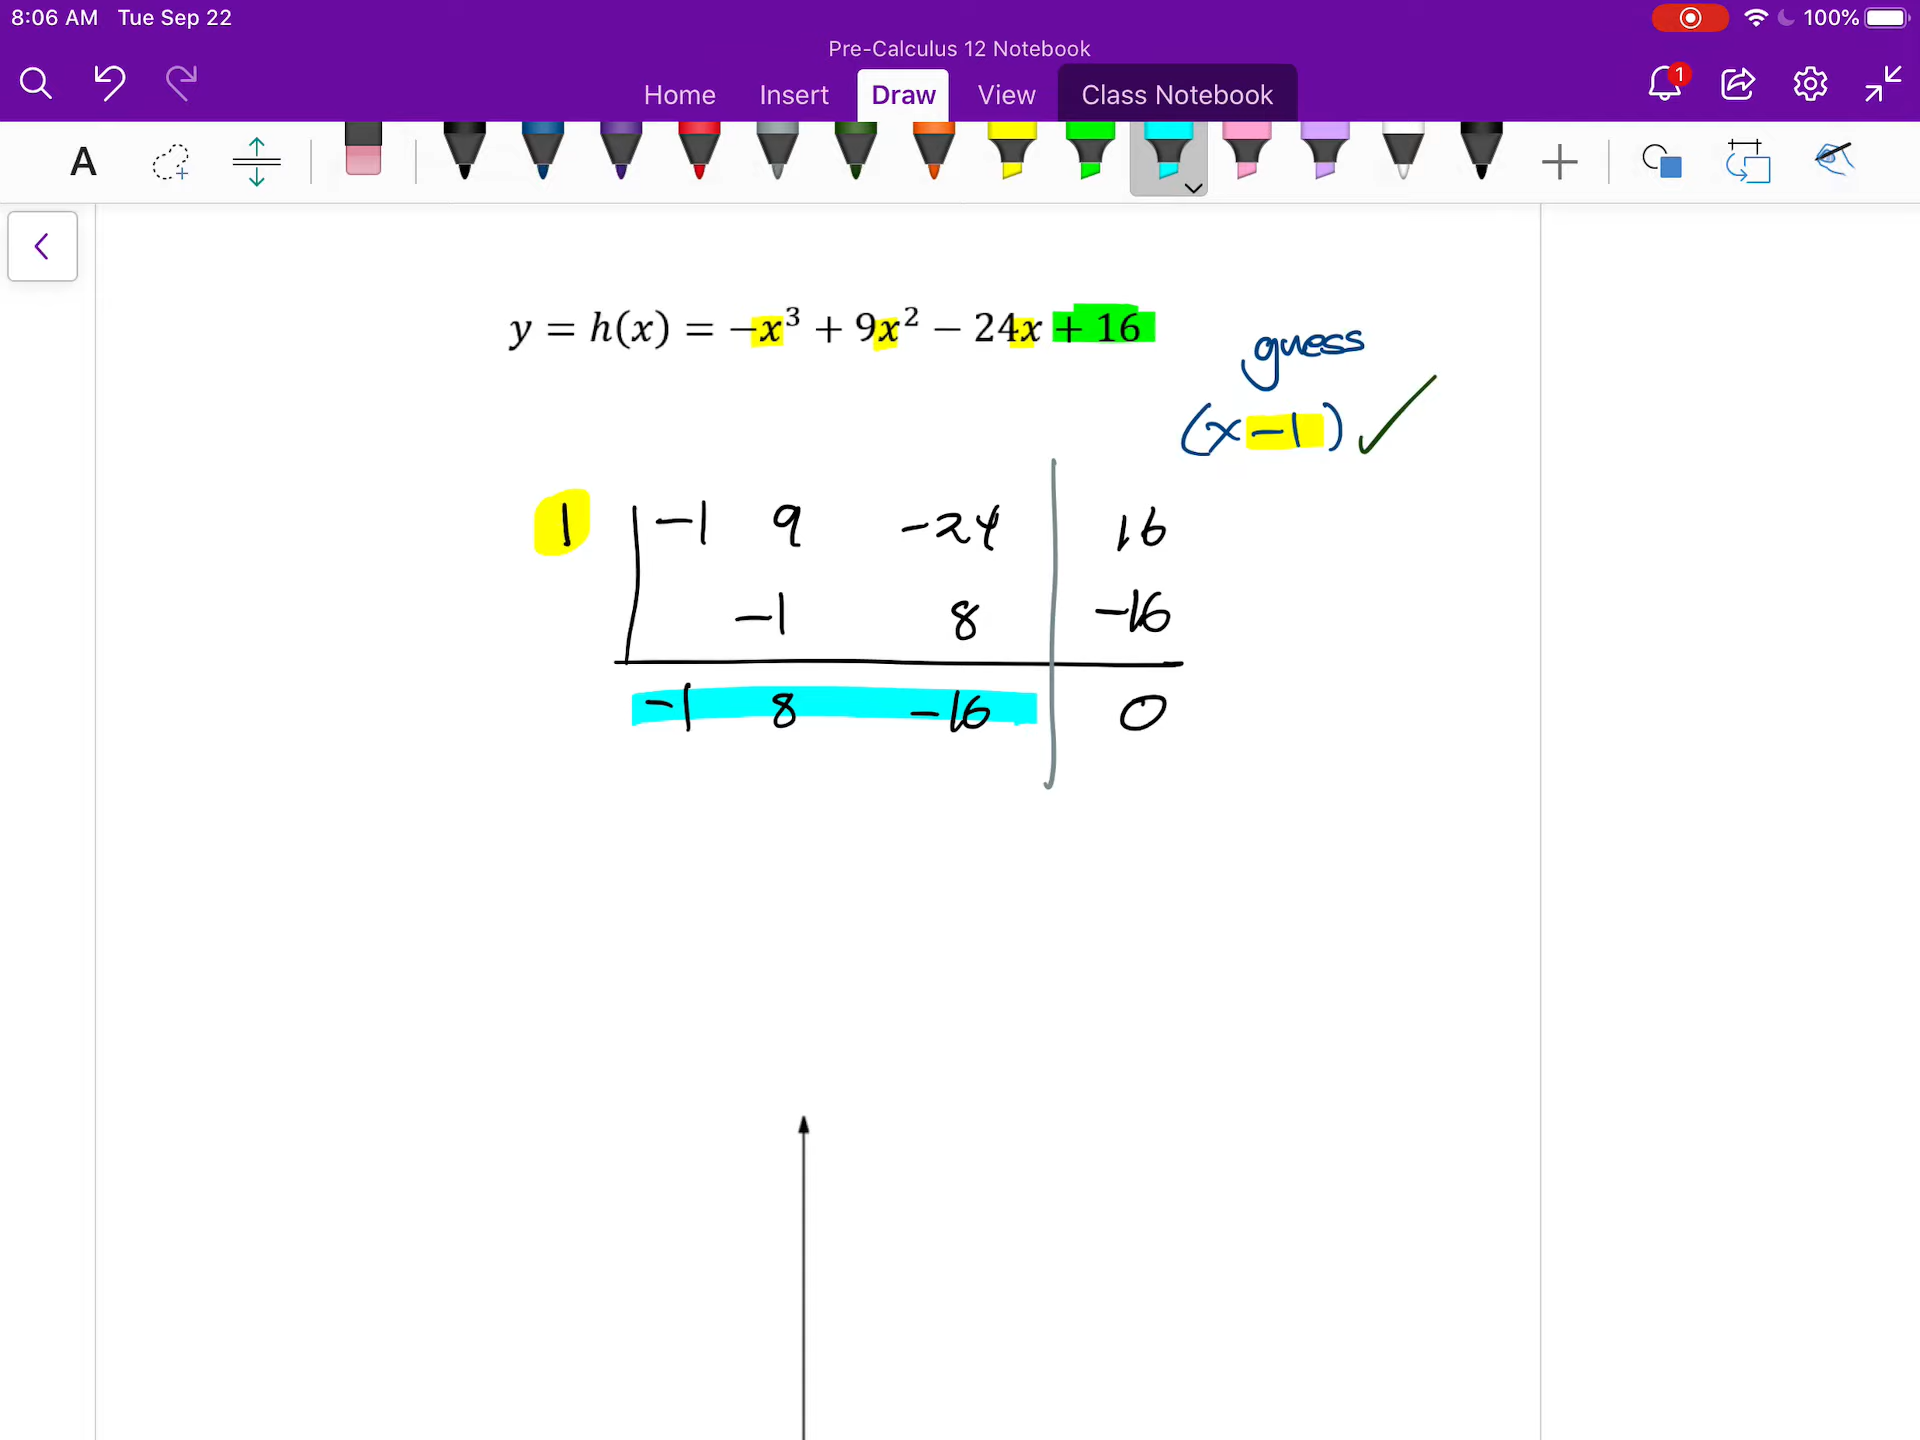 8:06 AM Tue Sep 22
100%
Pre-Calculus 12 Notebook
Home Insert Draw View Class Notebook
1
A
y = h(x) = −x³ + 9x² − 24x + 16
guess
(x −1) ✓
1 | −1 9 −24 | 16
−1 8 | −16
−1 8 −16 | 0